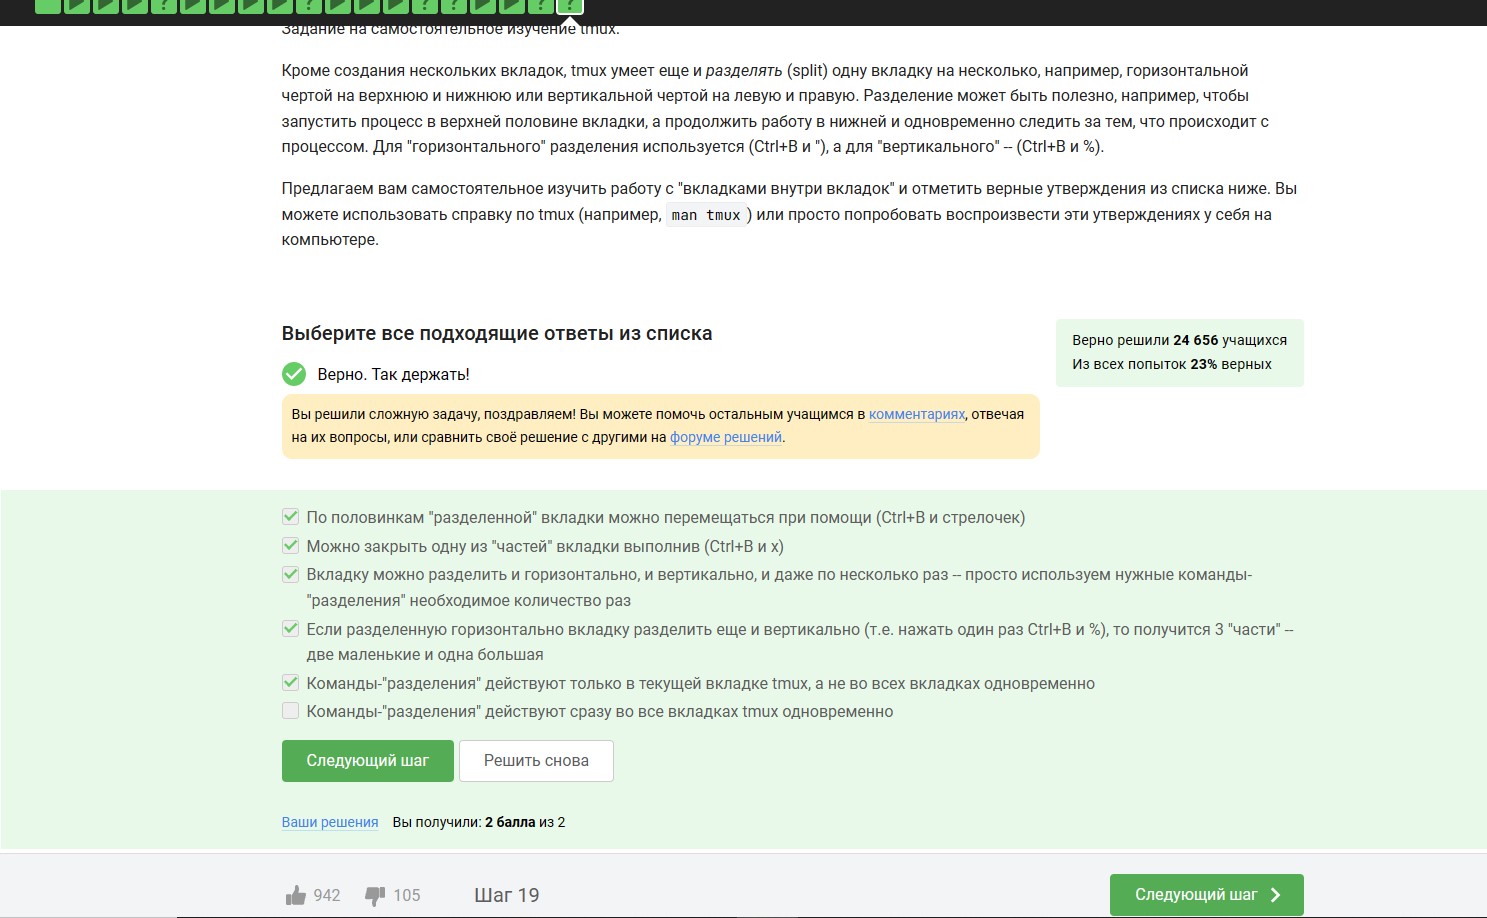 Задание на самостоятельное изучение tmux.
Кроме создания нескольких вкладок, tmux умеет еще и разделять (split) одну вкладку на несколько, например, горизонтальной
чертой на верхнюю и нижнюю или вертикальной чертой на левую и правую. Разделение может быть полезно, например, чтобы
запустить процесс в верхней половине вкладки, а продолжить работу в нижней и одновременно следить за тем, что происходит с
процессом. Для "горизонтального" разделения используется (Ctrl+B и "), а для "вертикального" -- (Ctrl+B и %).
Предлагаем вам самостоятельное изучить работу с "вкладками внутри вкладок" и отметить верные утверждения из списка ниже. Вы
можете использовать справку по tmux (например, man tmux) или просто попробовать воспроизвести эти утверждениях у себя на
компьютере.
Выберите все подходящие ответы из списка
Верно решили 24 656 учащихся
Из всех попыток 23% верных
Верно. Так держать!
Вы решили сложную задачу, поздравляем! Вы можете помочь остальным учащимся в комментариях, отвечая
на их вопросы, или сравнить своё решение с другими на форуме решений.
По половинкам "разделенной" вкладки можно перемещаться при помощи (Ctrl+B и стрелочек)
Можно закрыть одну из "частей" вкладки выполнив (Ctrl+B и x)
Вкладку можно разделить и горизонтально, и вертикально, и даже по несколько раз -- просто используем нужные команды-
"разделения" необходимое количество раз
Если разделенную горизонтально вкладку разделить еще и вертикально (т.е. нажать один раз Ctrl+B и %), то получится 3 "части" --
две маленькие и одна большая
Команды-"разделения" действуют только в текущей вкладке tmux, а не во всех вкладках одновременно
Команды-"разделения" действуют сразу во все вкладках tmux одновременно
Следующий шаг
Решить снова
Ваши решения Вы получили: 2 балла из 2
942 105 Шаг 19 Следующий шаг